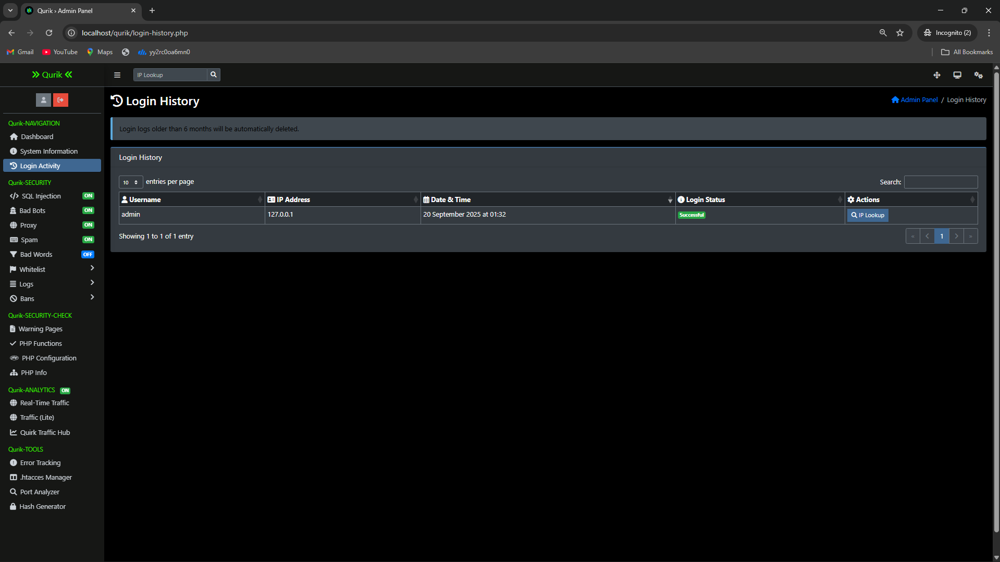 Qurik › Admin Panel
localhost/qurik/login-history.php
Incognito (2)
Gmail
YouTube
Maps
yy2rc0oa6mn0
All Bookmarks
Qurik
IP Lookup
Login History
Admin Panel / Login History
Login logs older than 6 months will be automatically deleted.
Login History
10 entries per page
Search:
Username IP Address Date & Time Login Status Actions
admin 127.0.0.1 20 September 2025 at 01:32 Successful IP Lookup
Showing 1 to 1 of 1 entry
« ‹ 1 › »
Qurik-NAVIGATION
Dashboard
System Information
Login Activity
Qurik-SECURITY
SQL Injection ON
Bad Bots ON
Proxy ON
Spam ON
Bad Words OFF
Whitelist
Logs
Bans
Qurik-SECURITY-CHECK
Warning Pages
PHP Functions
php PHP Configuration
PHP Info
Qurik-ANALYTICS ON
Real-Time Traffic
Traffic (Lite)
Quirk Traffic Hub
Qurik-TOOLS
Error Tracking
.htacces Manager
Port Analyzer
Hash Generator